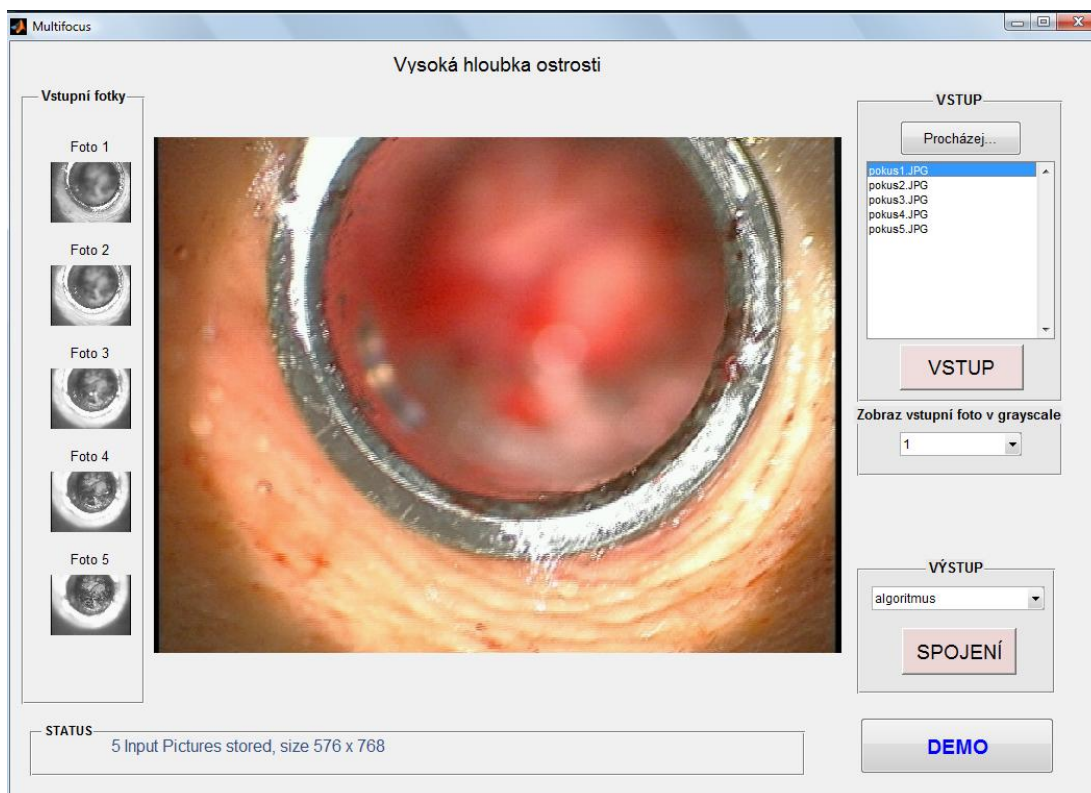 Multifocus
Vysoká hloubka ostrosti
Vstupní fotky
Foto 1
Foto 2
Foto 3
Foto 4
Foto 5
VSTUP
Procházej...
pokus1.JPG
pokus2.JPG
pokus3.JPG
pokus4.JPG
pokus5.JPG
VSTUP
Zobraz vstupní foto v grayscale
1
VÝSTUP
algoritmus
SPOJENÍ
STATUS
5 Input Pictures stored, size 576 x 768
DEMO